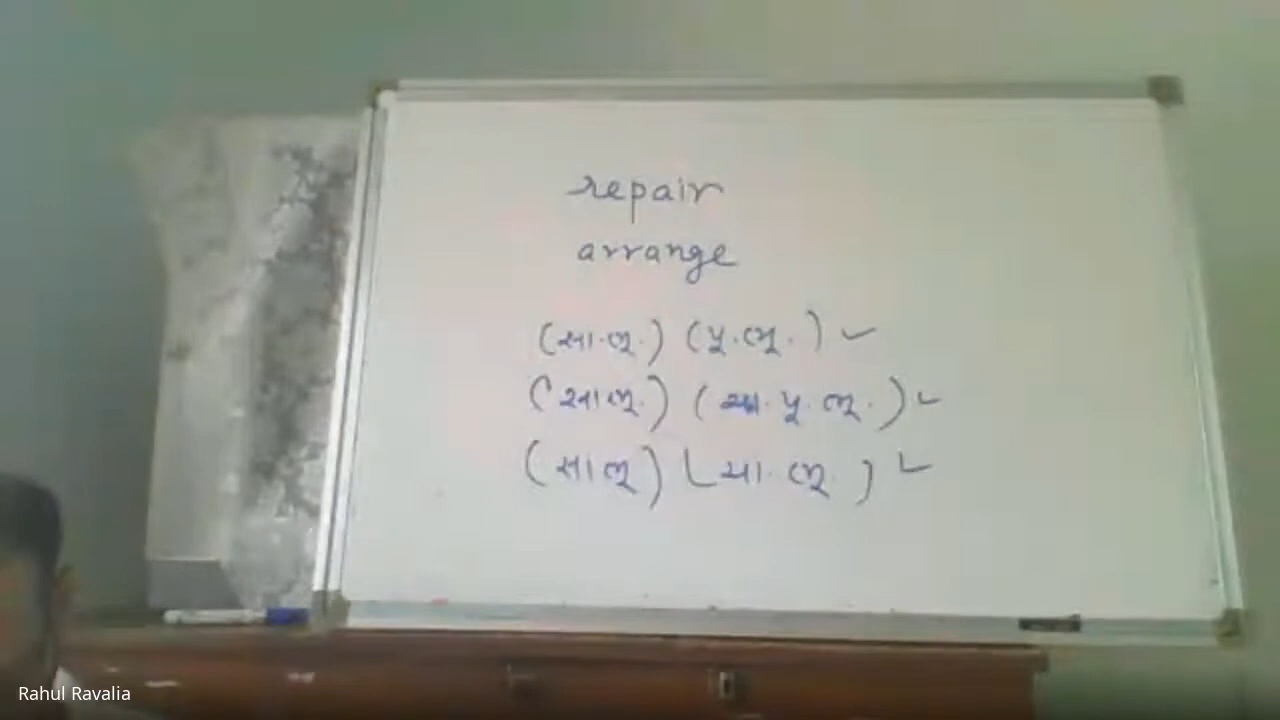 repair
arrange
(સા.ભૂ.) (પૂ.ભૂ.) ✓
(સા.ભૂ.) (ચા.પૂ.ભૂ.) ✓
(સા.ભૂ) (ચા.ભૂ.) ✓
Rahul Ravalia